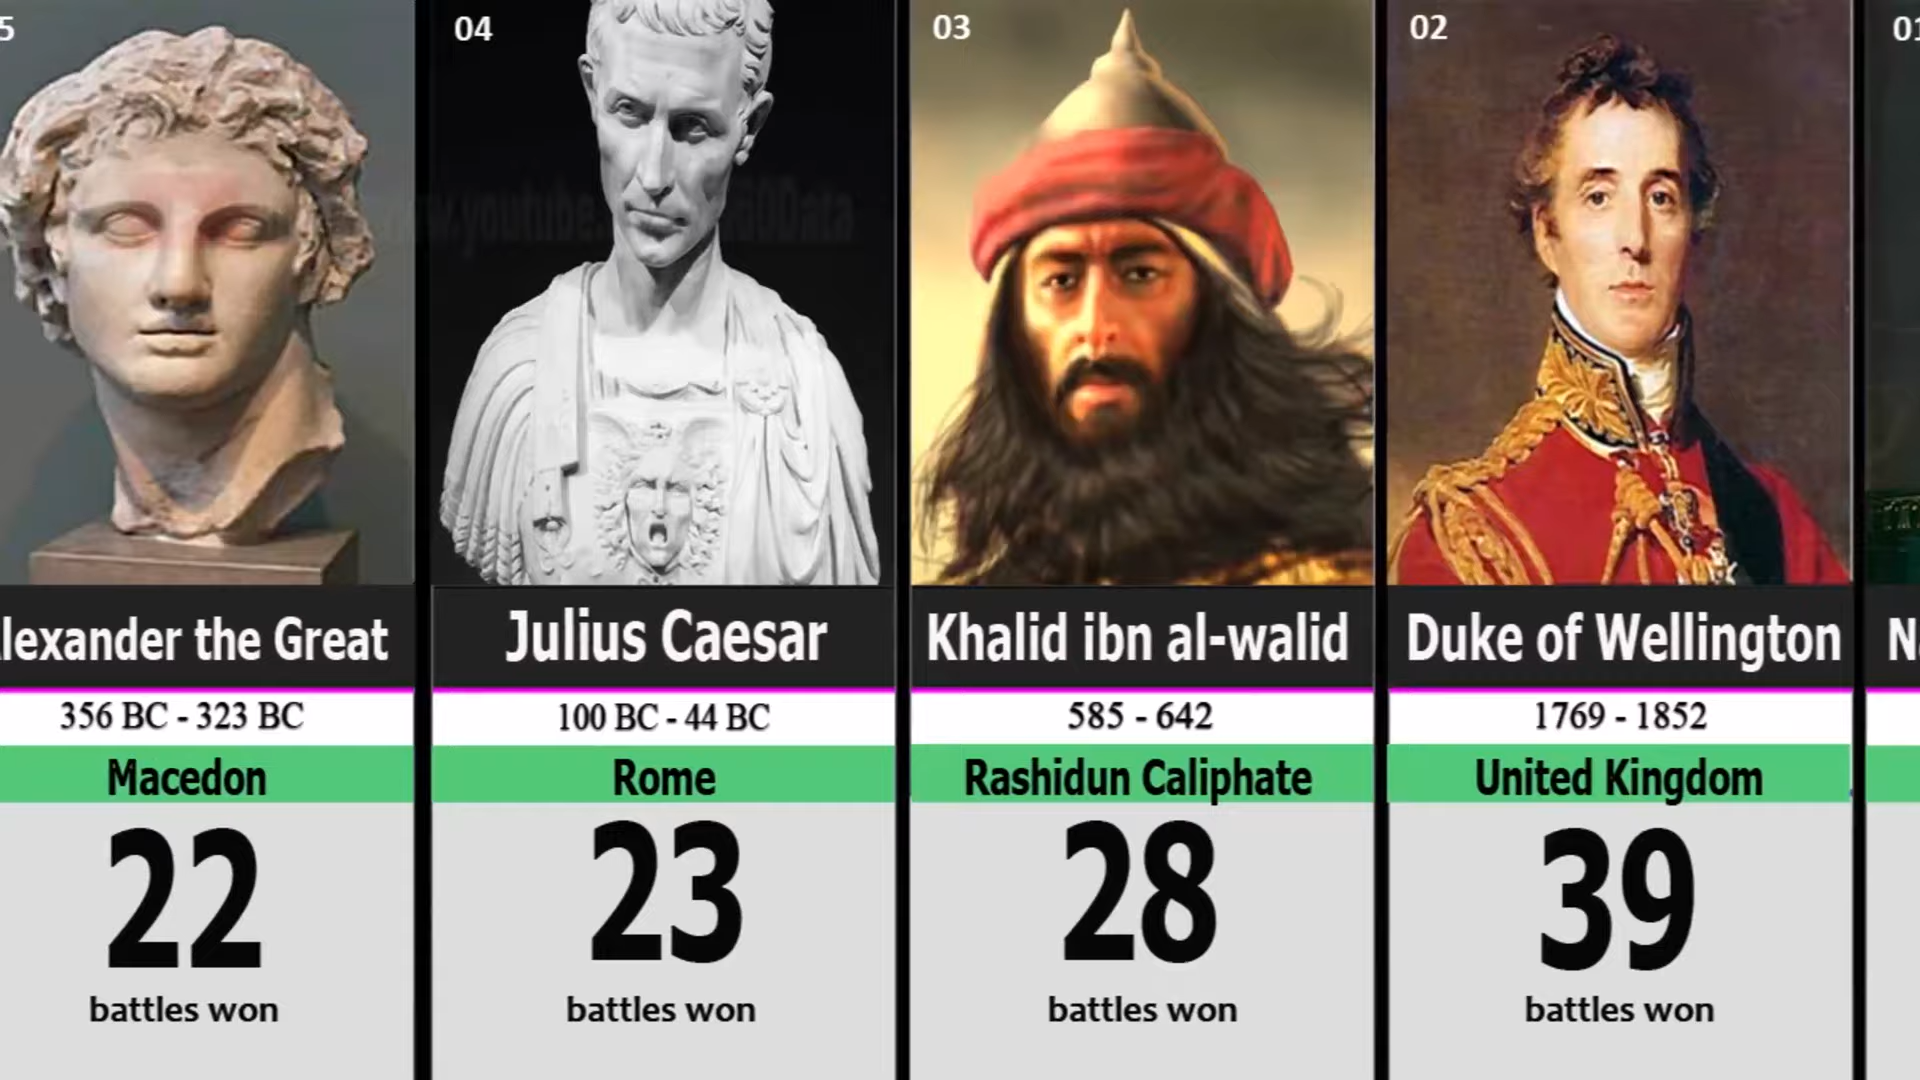 5
lexander the Great
356 BC - 323 BC
Macedon
22
battles won
04
Julius Caesar
100 BC - 44 BC
Rome
23
battles won
03
Khalid ibn al-walid
585 - 642
Rashidun Caliphate
28
battles won
02
Duke of Wellington
1769 - 1852
United Kingdom
39
battles won
01
N